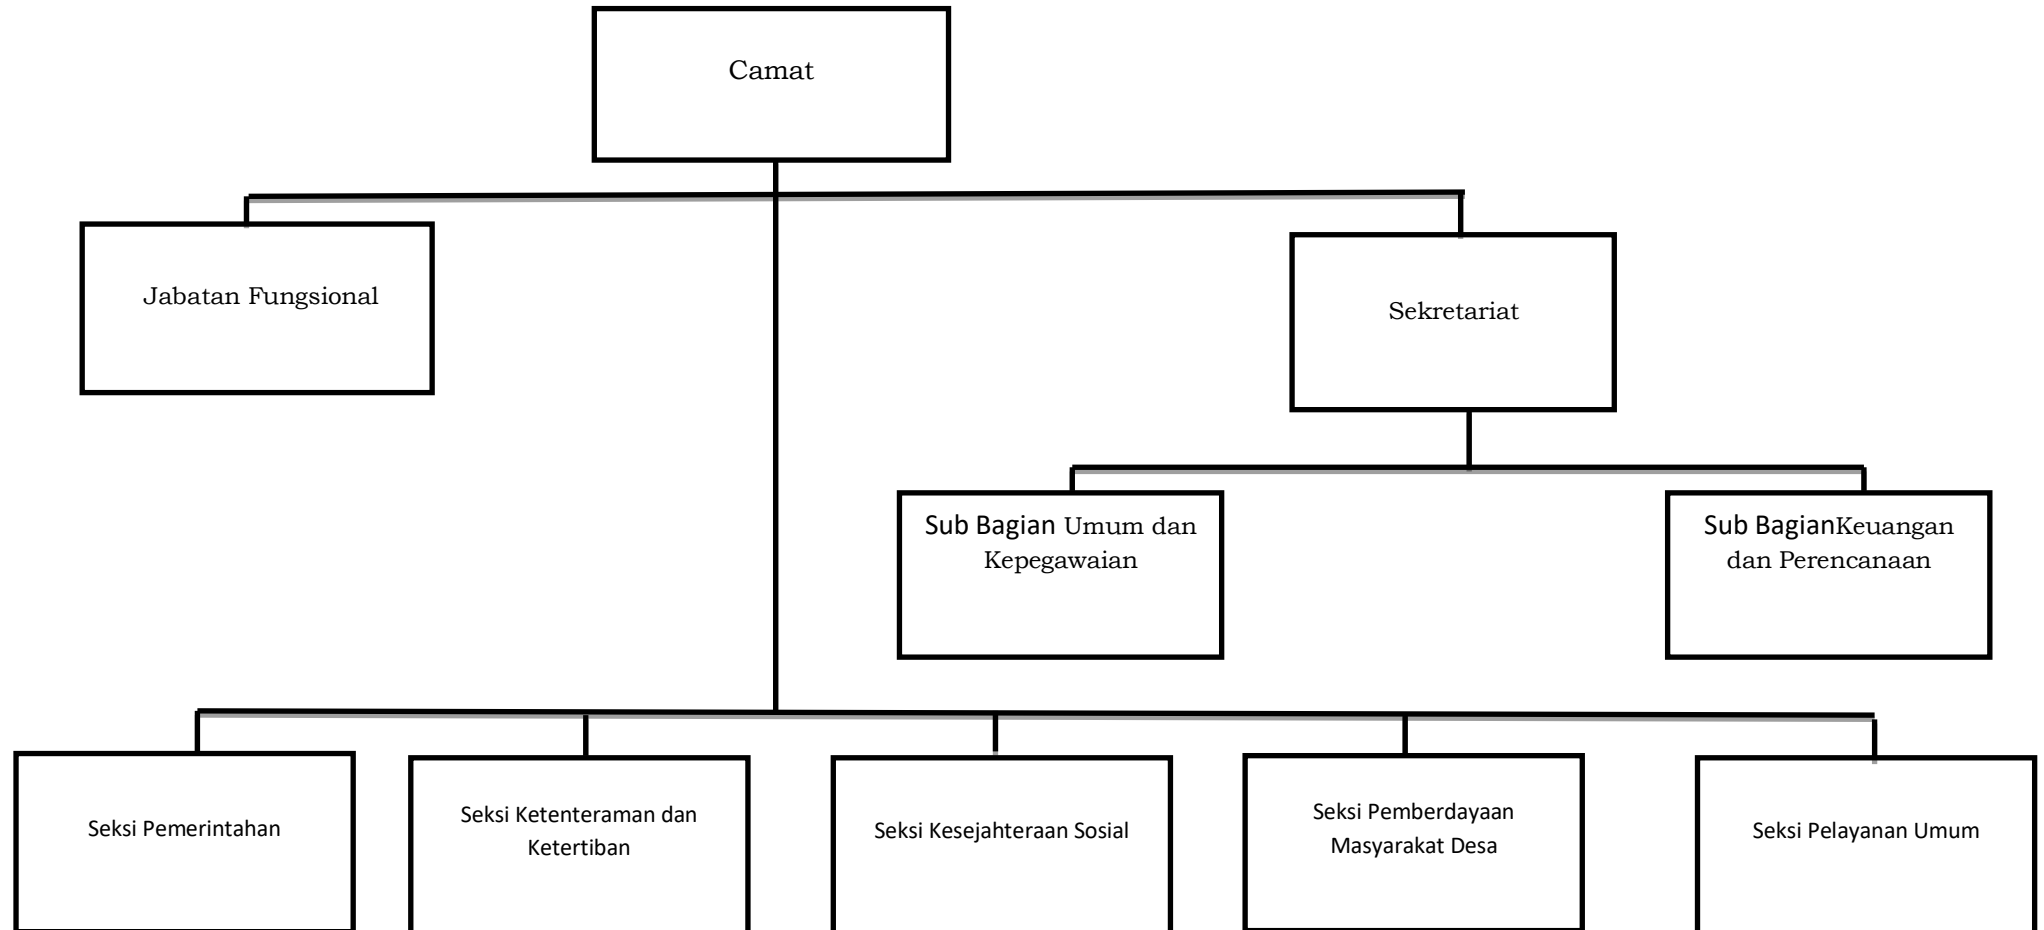 Camat
Jabatan Fungsional
Sekretariat
Sub Bagian Umum dan
Kepegawaian
Sub BagianKeuangan
dan Perencanaan
Seksi Pemerintahan
Seksi Ketenteraman dan
Ketertiban
Seksi Kesejahteraan Sosial
Seksi Pemberdayaan
Masyarakat Desa
Seksi Pelayanan Umum